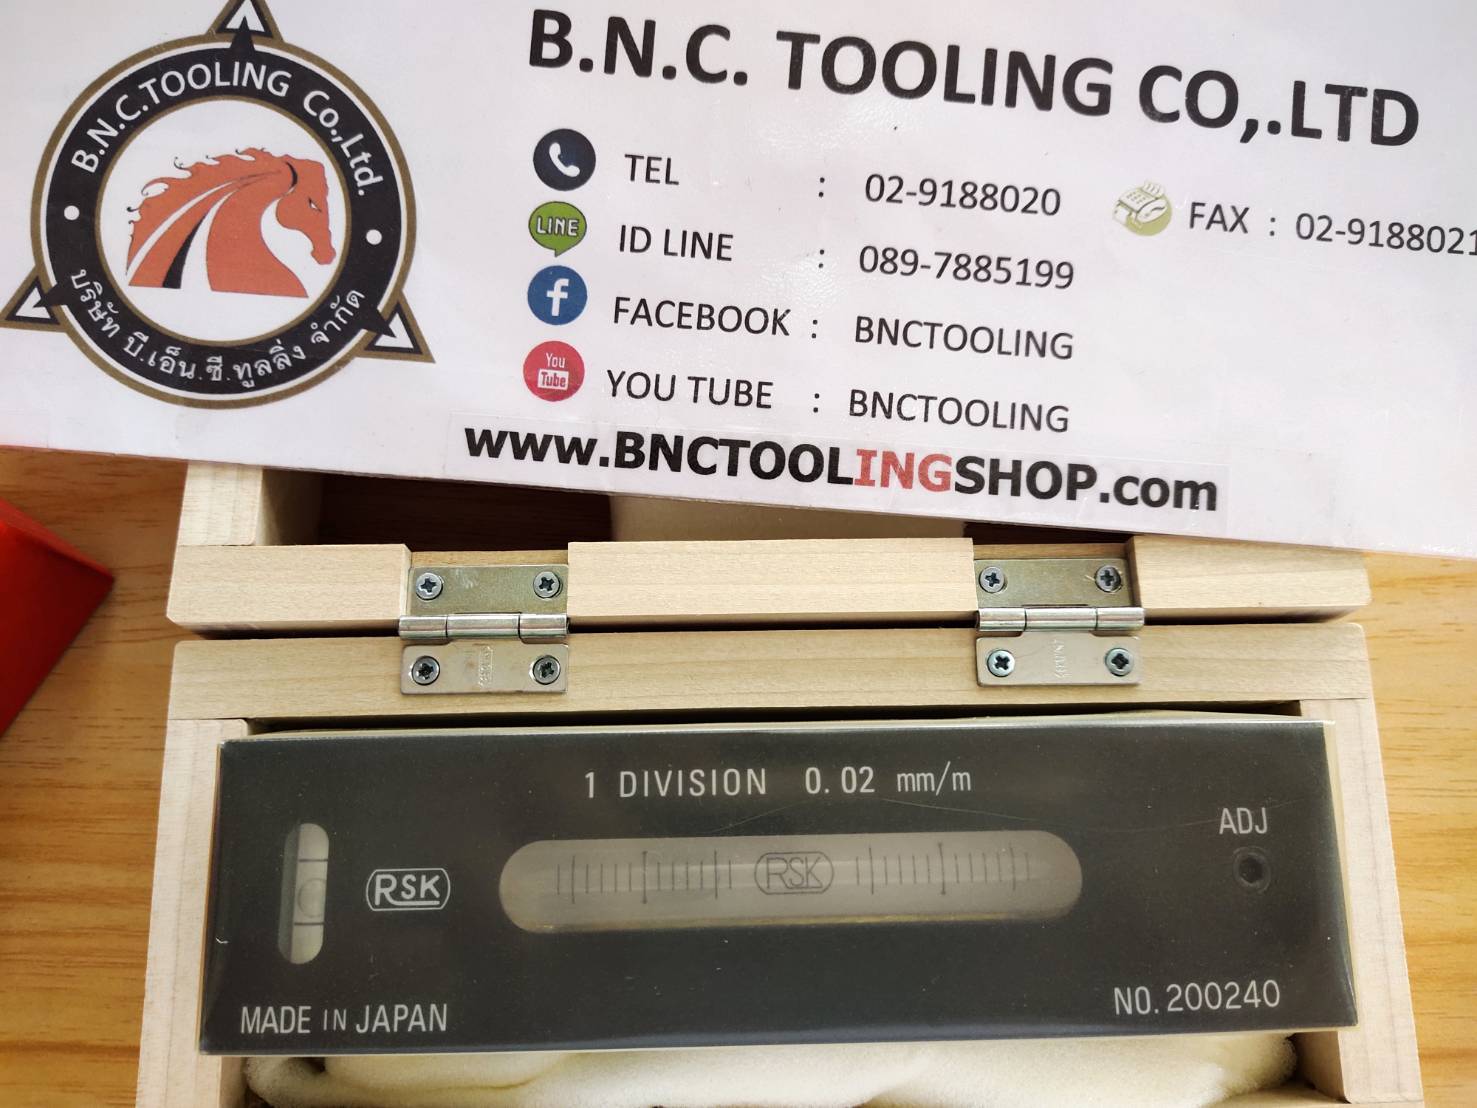 B.N.C.TOOLING Co.,Ltd.
บริษัท บี.เอ็น.ซี.ทูลลิ่ง จำกัด
B.N.C. TOOLING CO,.LTD
TEL : 02-9188020 FAX : 02-9188021
LINE ID LINE : 089-7885199
f FACEBOOK : BNCTOOLING
You Tube YOU TUBE : BNCTOOLING
www.BNCTOOLINGSHOP.com
1 DIVISION 0.02 mm/m
ADJ
RSK RSK
MADE IN JAPAN
NO. 200240